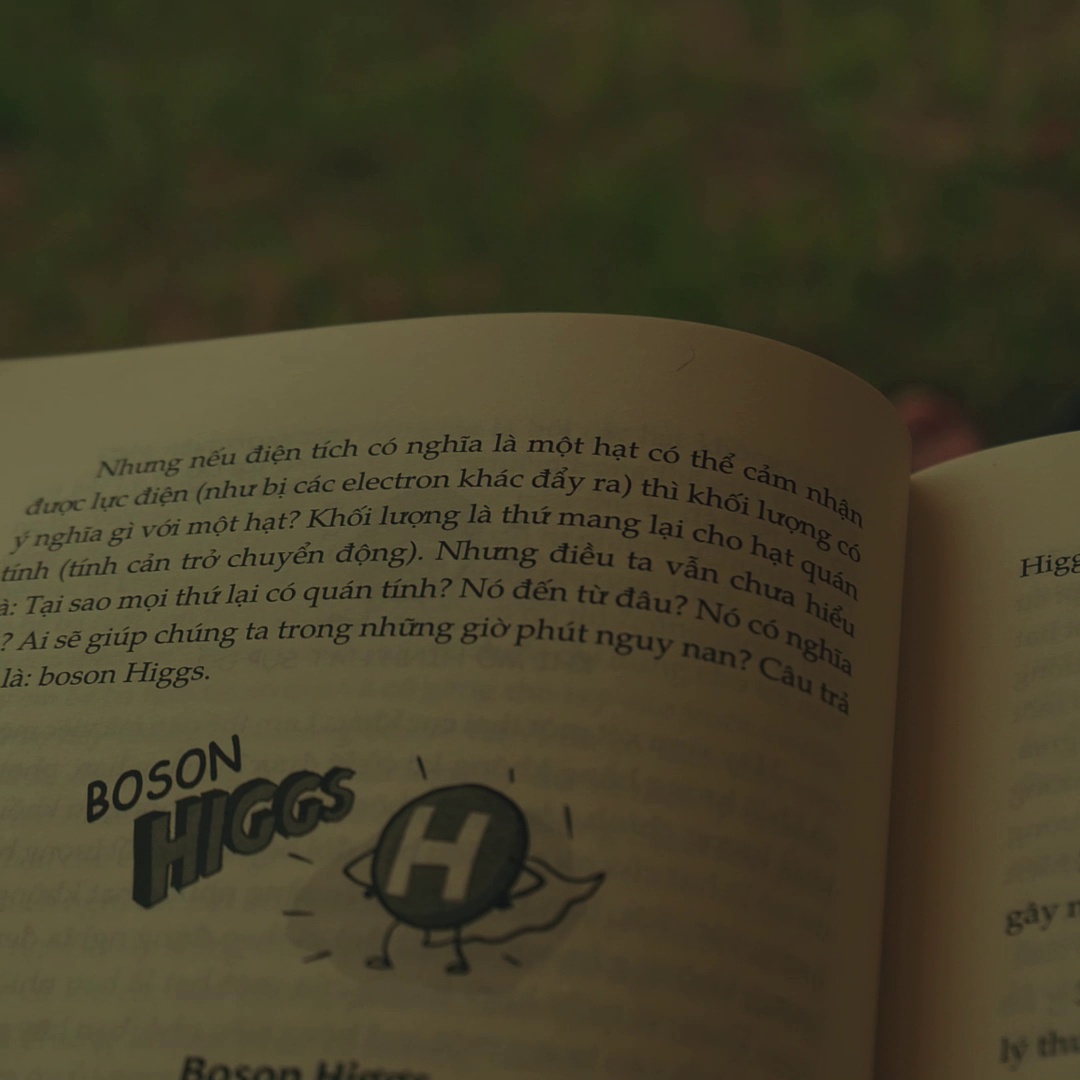 Nhưng nếu điện tích có nghĩa là một hạt có thể cảm nhận
được lực điện (như bị các electron khác đẩy ra) thì khối lượng có
ý nghĩa gì với một hạt? Khối lượng là thứ mang lại cho hạt quán
tính (tính cản trở chuyển động). Nhưng điều ta vẫn chưa hiểu
à: Tại sao mọi thứ lại có quán tính? Nó đến từ đâu? Nó có nghĩa
? Ai sẽ giúp chúng ta trong những giờ phút nguy nan? Câu trả
là: boson Higgs.
BOSON
HIGGS
H
Boson Higgs
Higg
gây
lý thu